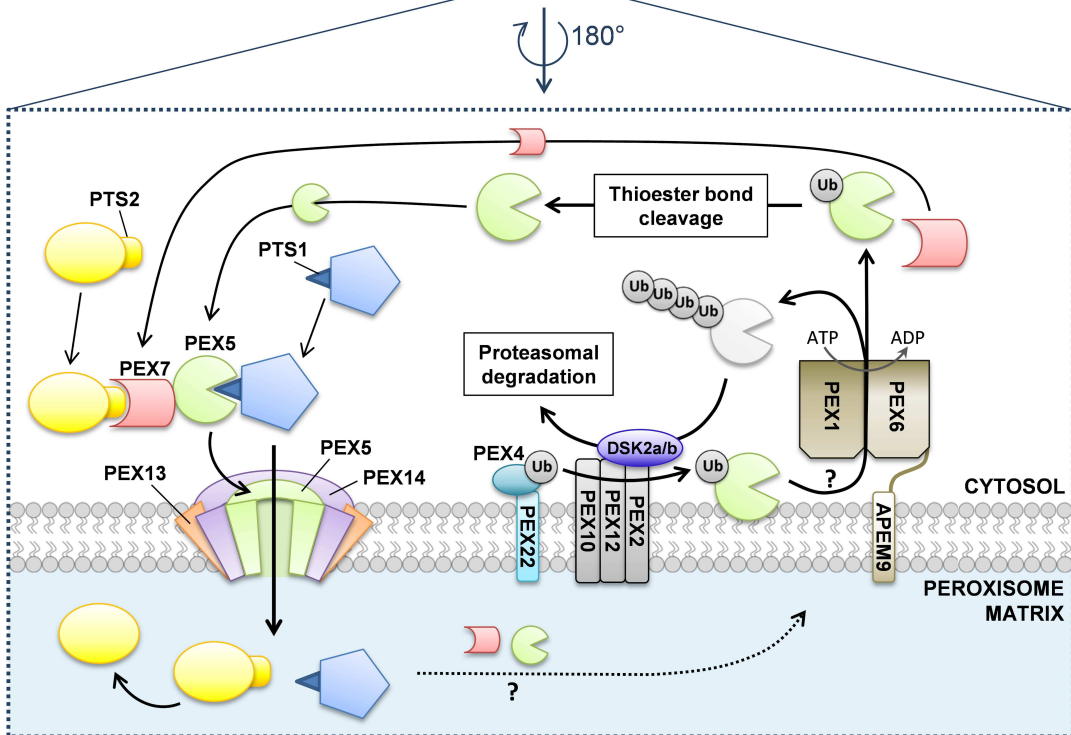 180°
PTS2
Ub
Thioester bond
cleavage
PTS1
Ub
Ub
Ub
Ub
ATP
ADP
PEX5
Proteasomal
degradation
PEX7
PEX1
PEX6
DSK2a/b
PEX4
Ub
Ub
PEX5
PEX13
PEX14
?
CYTOSOL
PEX22
PEX10
PEX12
PEX2
APEM9
PEROXISOME
MATRIX
?